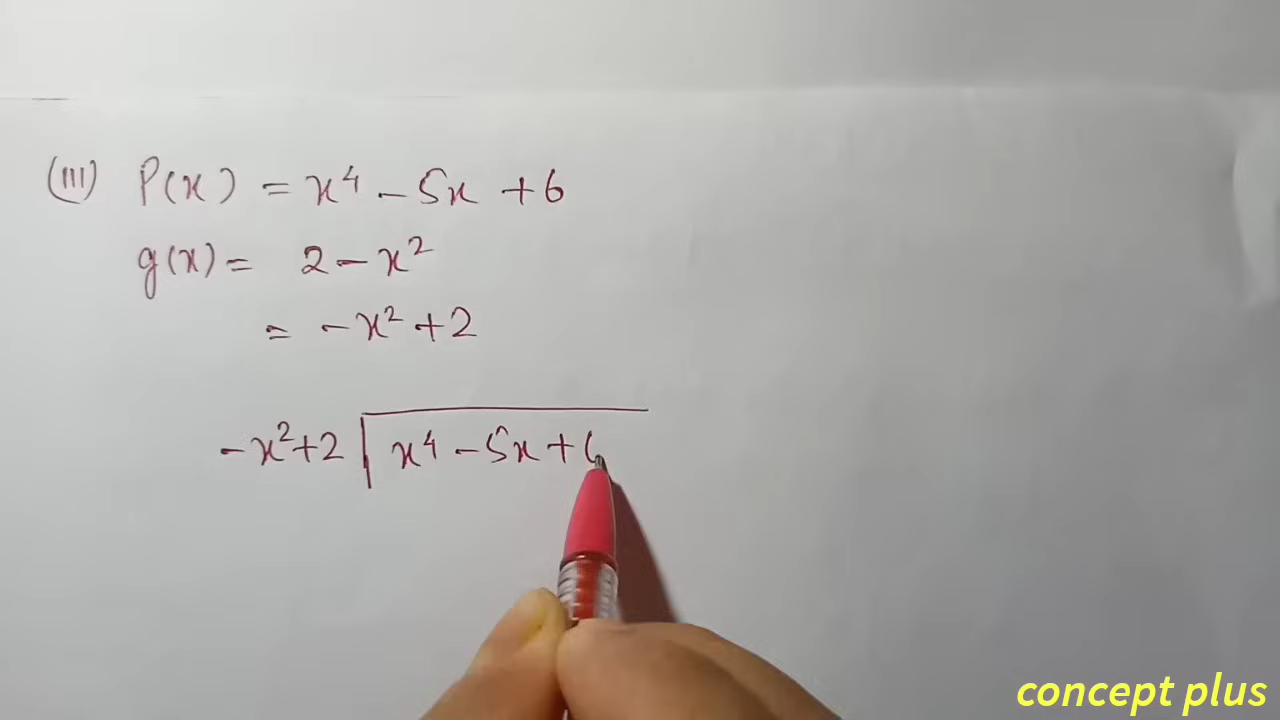 (III) P(x) = x⁴ - 5x + 6
g(x) = 2 - x²
= -x² + 2
-x²+2 | x⁴ - 5x + 6
concept plus